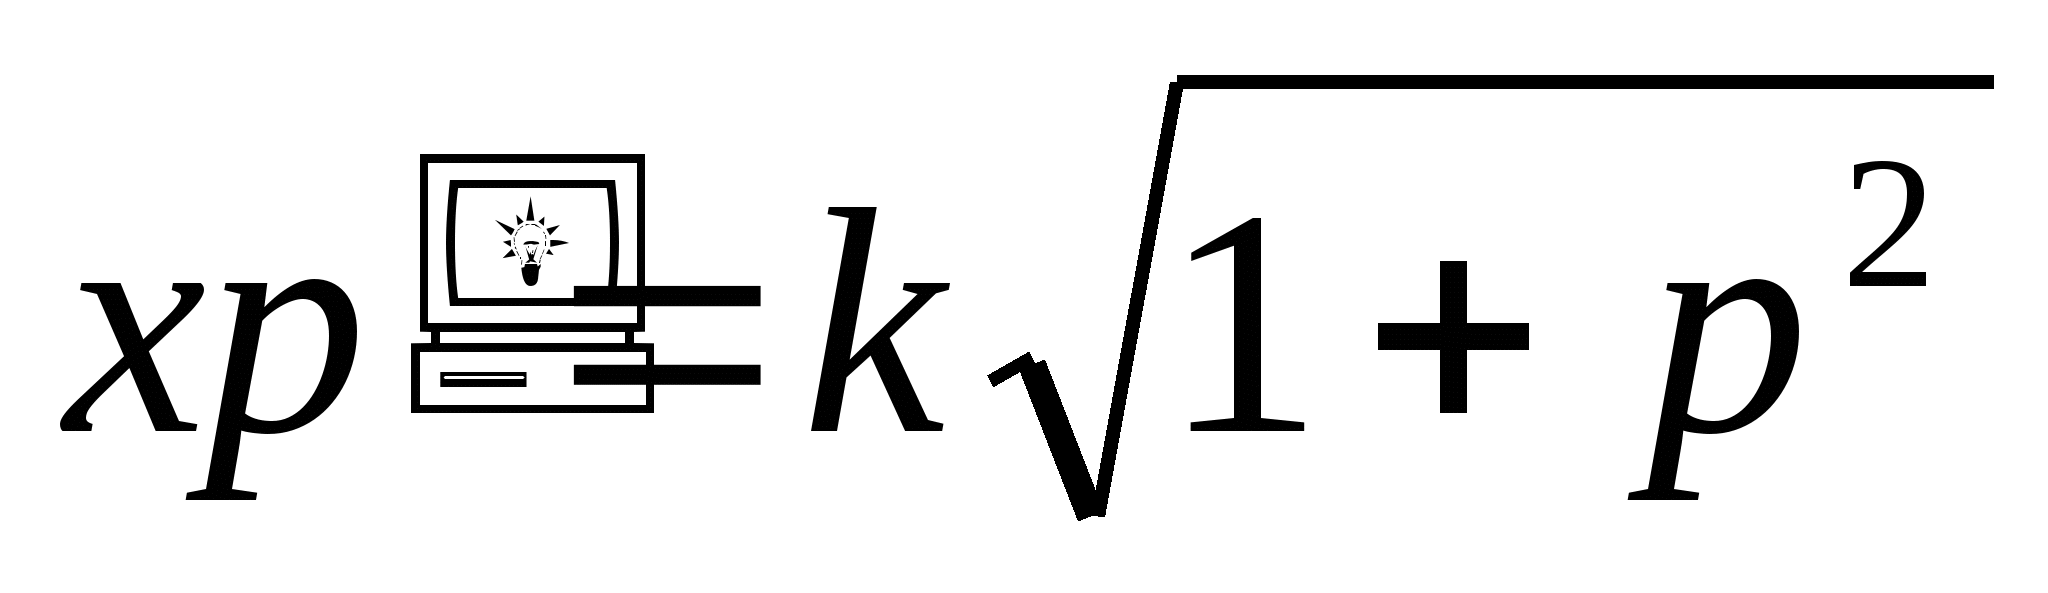 xp = k√(1 + p²)